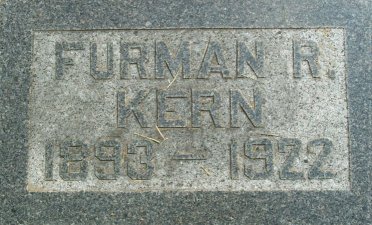 FURMAN R.
KERN
1893 — 1922